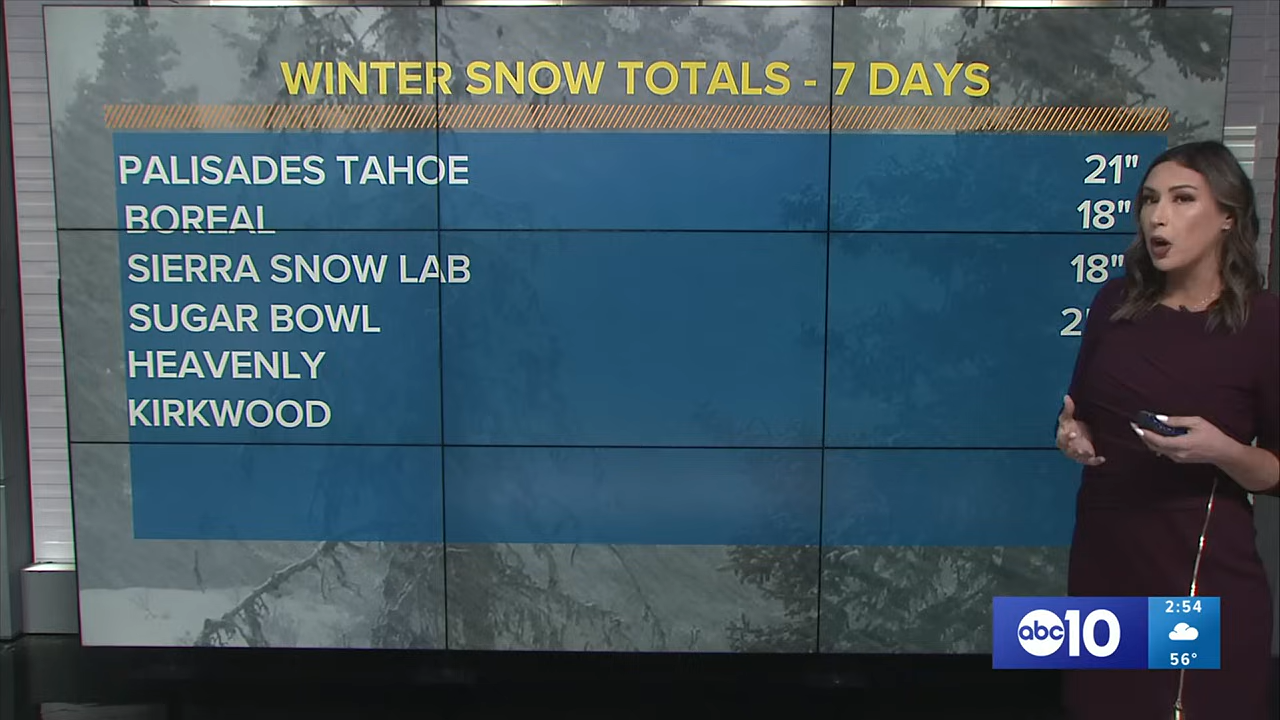 WINTER SNOW TOTALS - 7 DAYS
PALISADES TAHOE 21"
BOREAL 18"
SIERRA SNOW LAB 18"
SUGAR BOWL
HEAVENLY
KIRKWOOD
abc10
2:54
56°